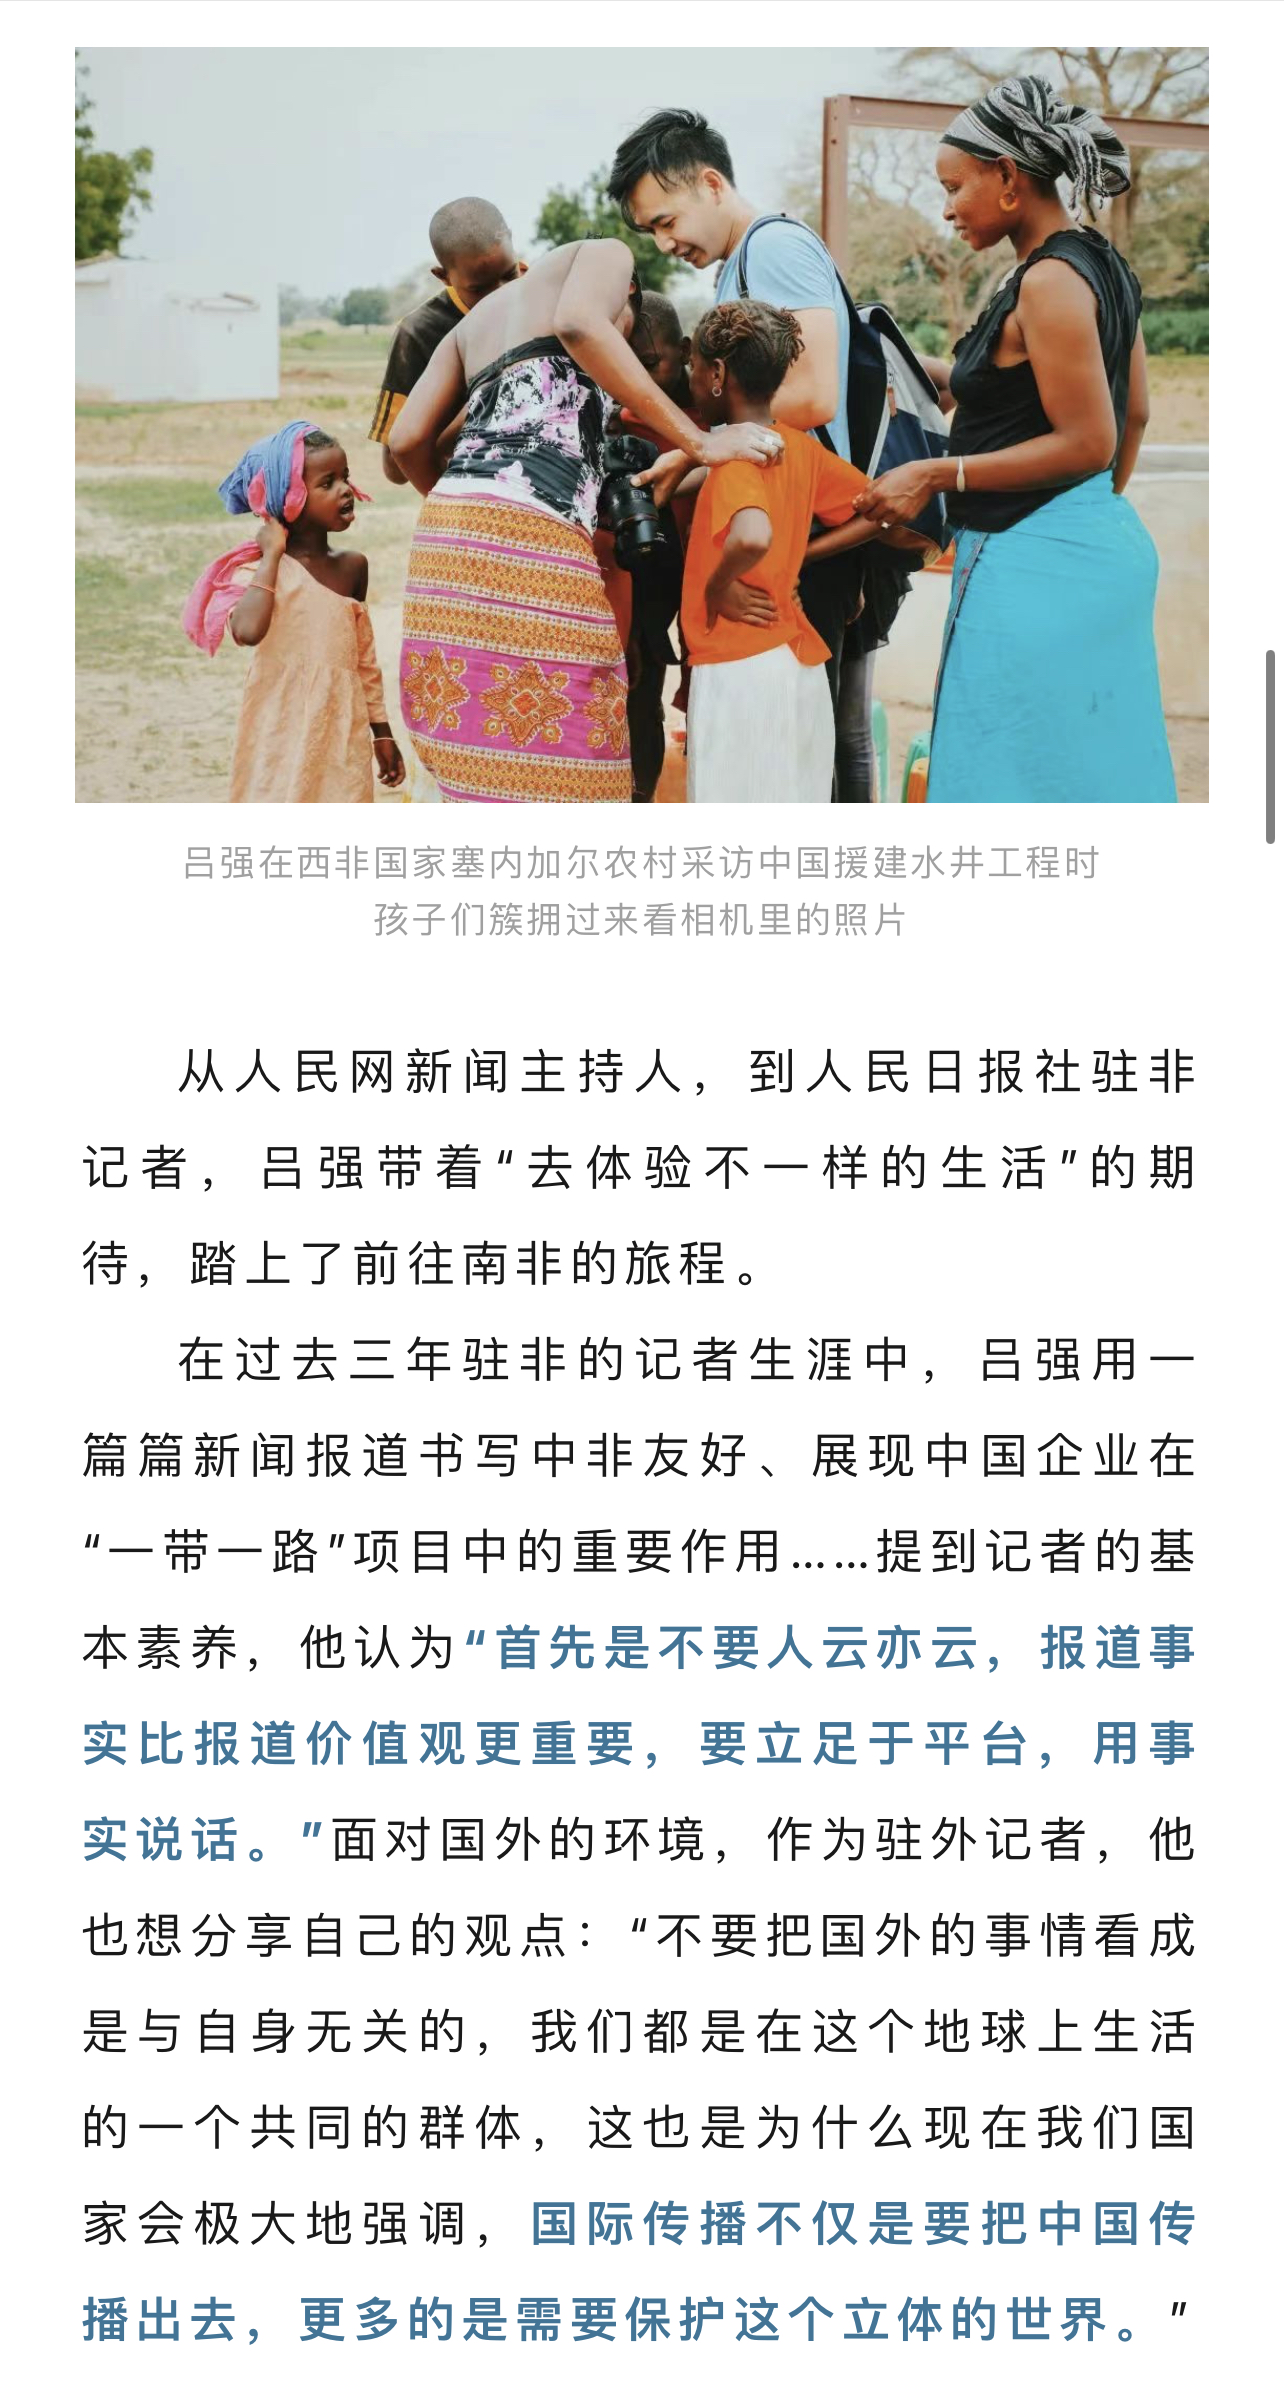 吕强在西非国家塞内加尔农村采访中国援建水井工程时
孩子们簇拥过来看相机里的照片
从人民网新闻主持人，到人民日报社驻非
记者，吕强带着“去体验不一样的生活”的期
待，踏上了前往南非的旅程。
在过去三年驻非的记者生涯中，吕强用一
篇篇新闻报道书写中非友好、展现中国企业在
“一带一路”项目中的重要作用……提到记者的基
本素养，他认为“首先是不要人云亦云，报道事
实比报道价值观更重要，要立足于平台，用事
实说话。”面对国外的环境，作为驻外记者，他
也想分享自己的观点：“不要把国外的事情看成
是与自身无关的，我们都是在这个地球上生活
的一个共同的群体，这也是为什么现在我们国
家会极大地强调，国际传播不仅是要把中国传
播出去，更多的是需要保护这个立体的世界。”